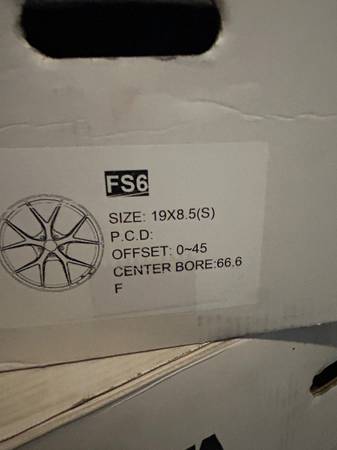 FS6
SIZE: 19X8.5(S)
P.C.D:
OFFSET: 0~45
CENTER BORE:66.6
F